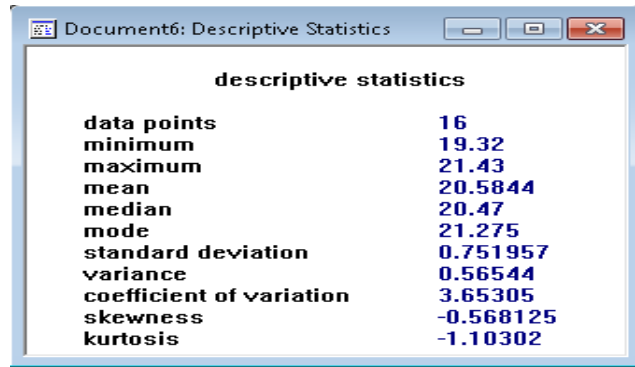 Document6: Descriptive Statistics
descriptive statistics
data points 16
minimum 19.32
maximum 21.43
mean 20.5844
median 20.47
mode 21.275
standard deviation 0.751957
variance 0.56544
coefficient of variation 3.65305
skewness -0.568125
kurtosis -1.10302